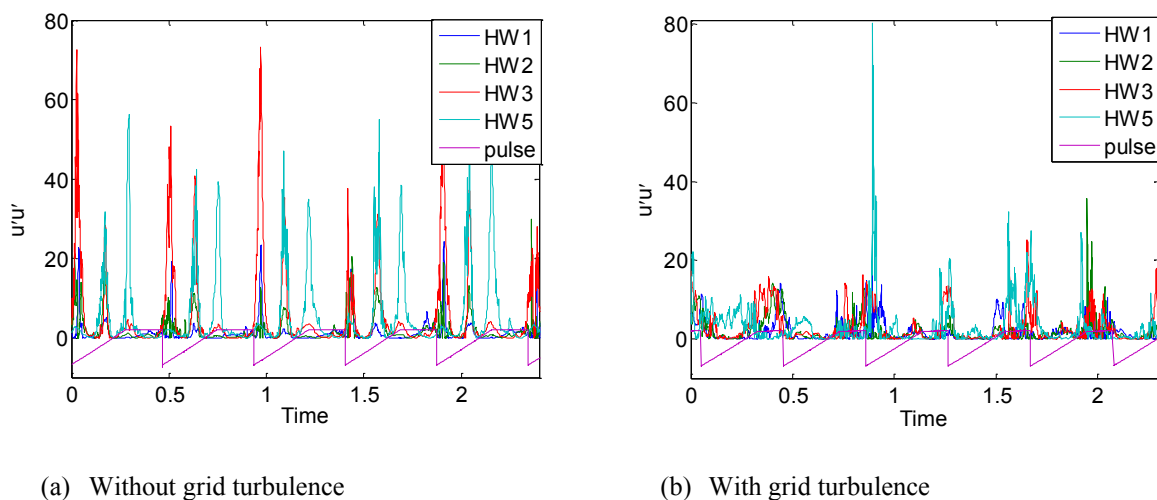 80
60
40
20
0
u'u'
0
0.5
1
1.5
2
Time
HW1
HW2
HW3
HW5
pulse
(a) Without grid turbulence
80
60
40
20
0
u'u'
0
0.5
1
1.5
2
Time
HW1
HW2
HW3
HW5
pulse
(b) With grid turbulence